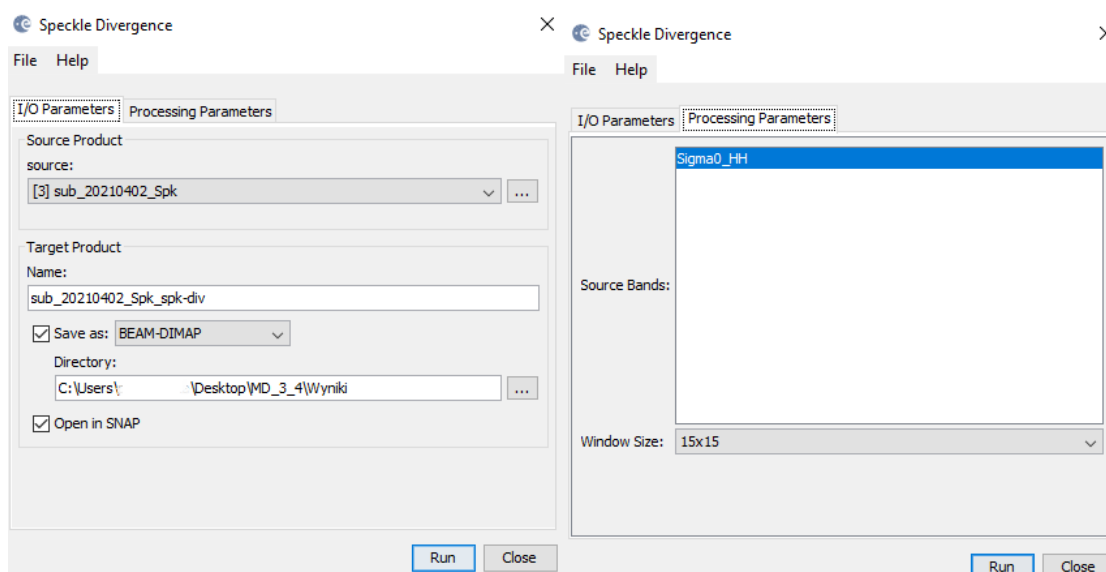 Speckle Divergence
File Help
I/O Parameters Processing Parameters
Source Product
source:
[3] sub_20210402_Spk
...
Target Product
Name:
sub_20210402_Spk_spk-div
Save as: BEAM-DIMAP
Directory:
C:\Users\ \Desktop\MD_3_4\Wyniki
...
Open in SNAP
Run Close
Speckle Divergence
File Help
I/O Parameters Processing Parameters
Sigma0_HH
Source Bands:
Window Size: 15x15
Run Close